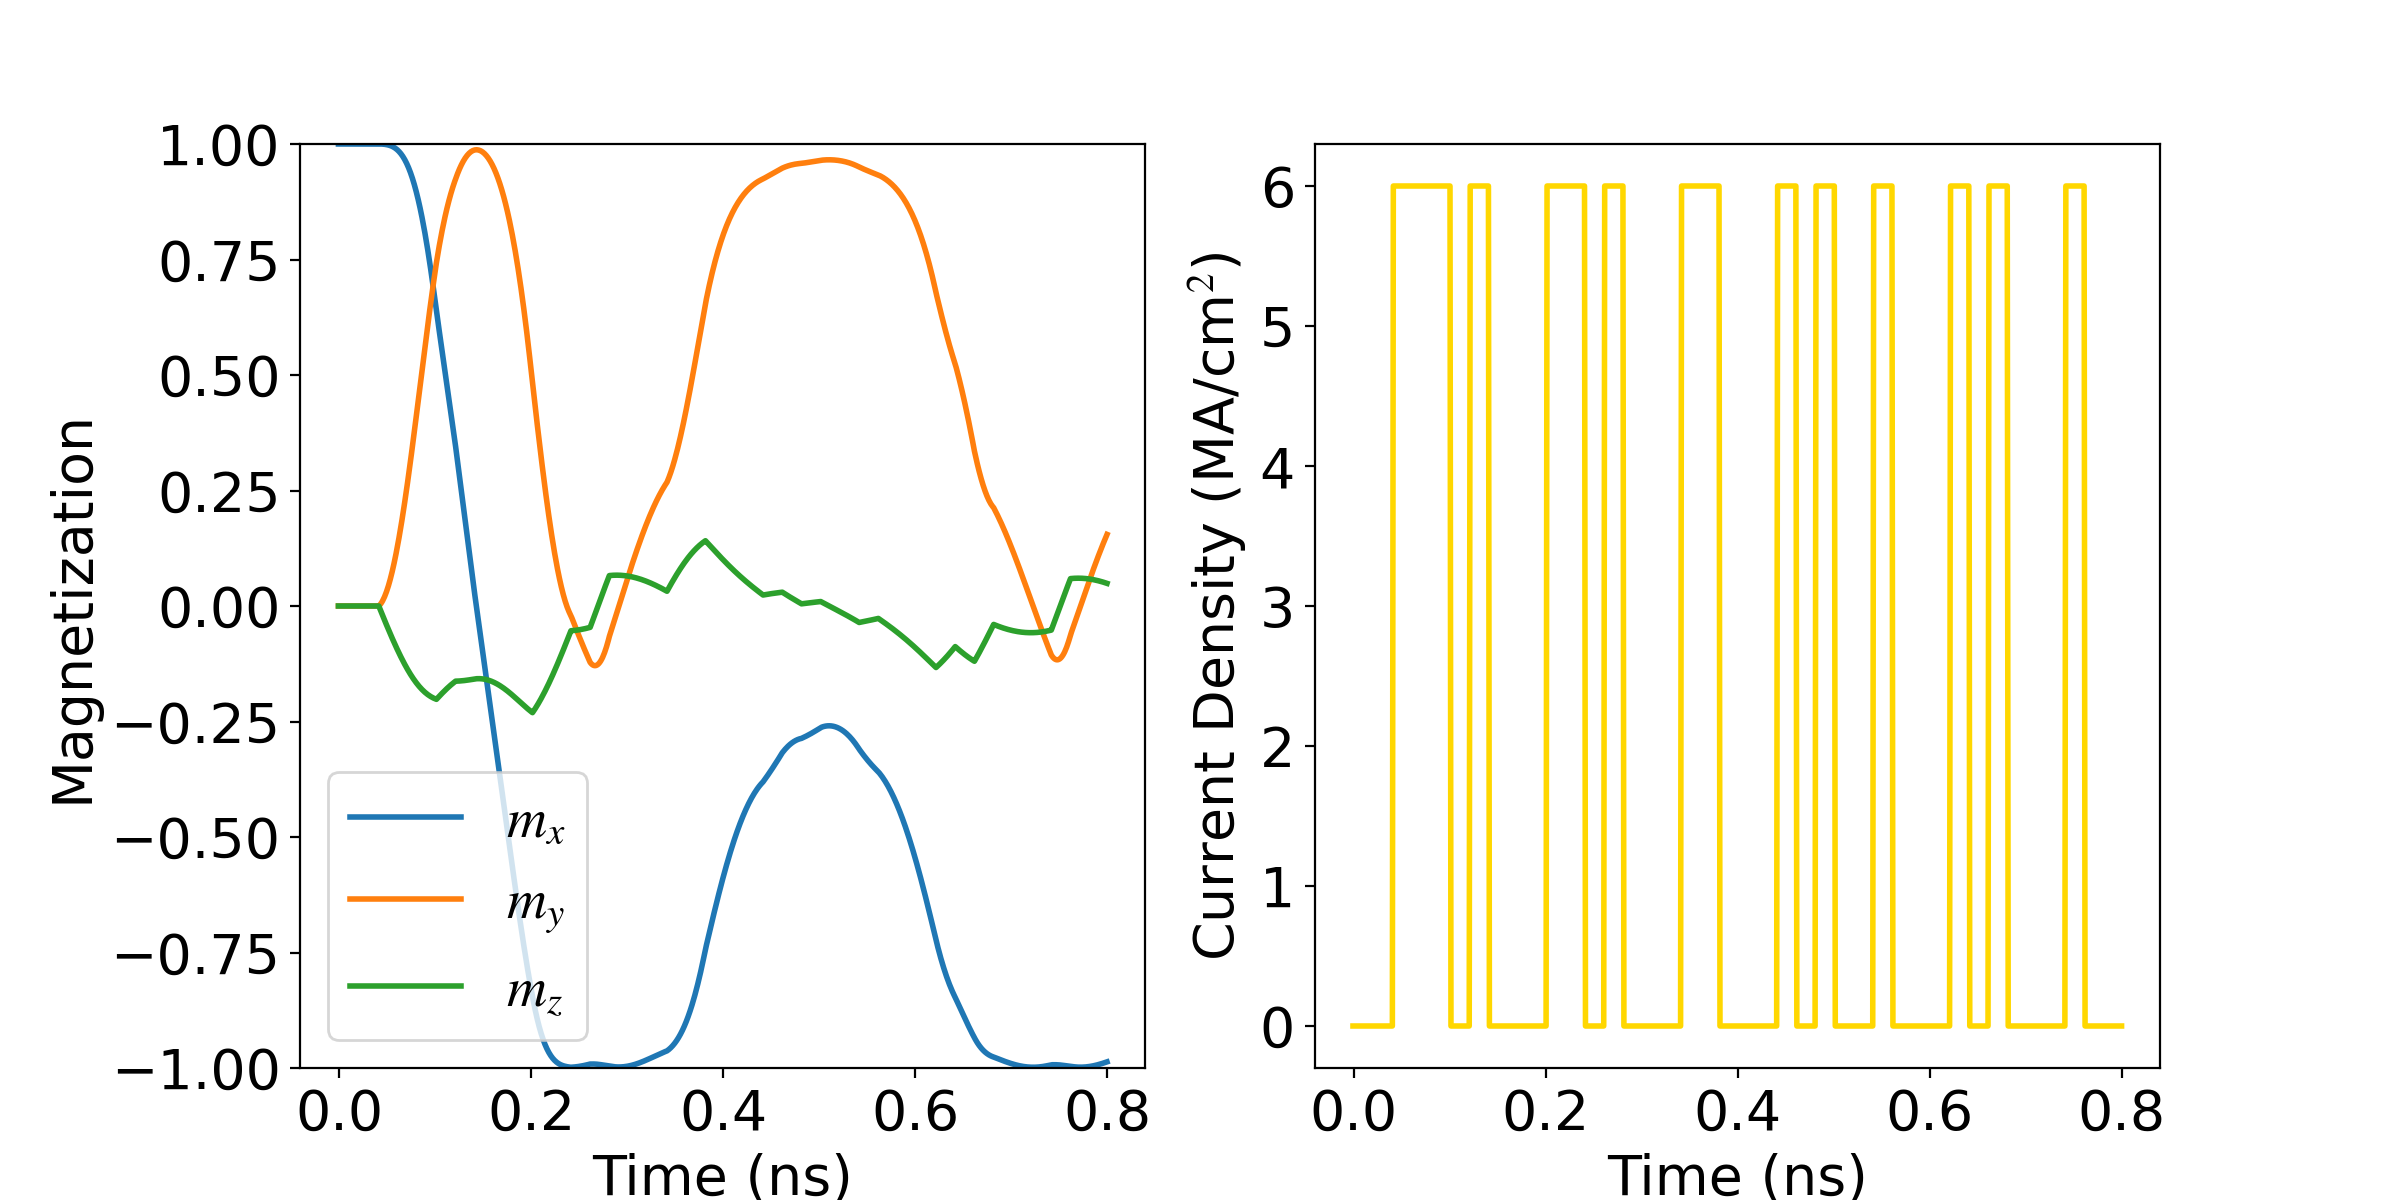 1.00
0.75
0.50
0.25
0.00
−0.25
−0.50
−0.75
−1.00
Magnetization
0.0 0.2 0.4 0.6 0.8
Time (ns)
m_x
m_y
m_z
6
5
4
3
2
1
0
Current Density (MA/cm²)
0.0 0.2 0.4 0.6 0.8
Time (ns)